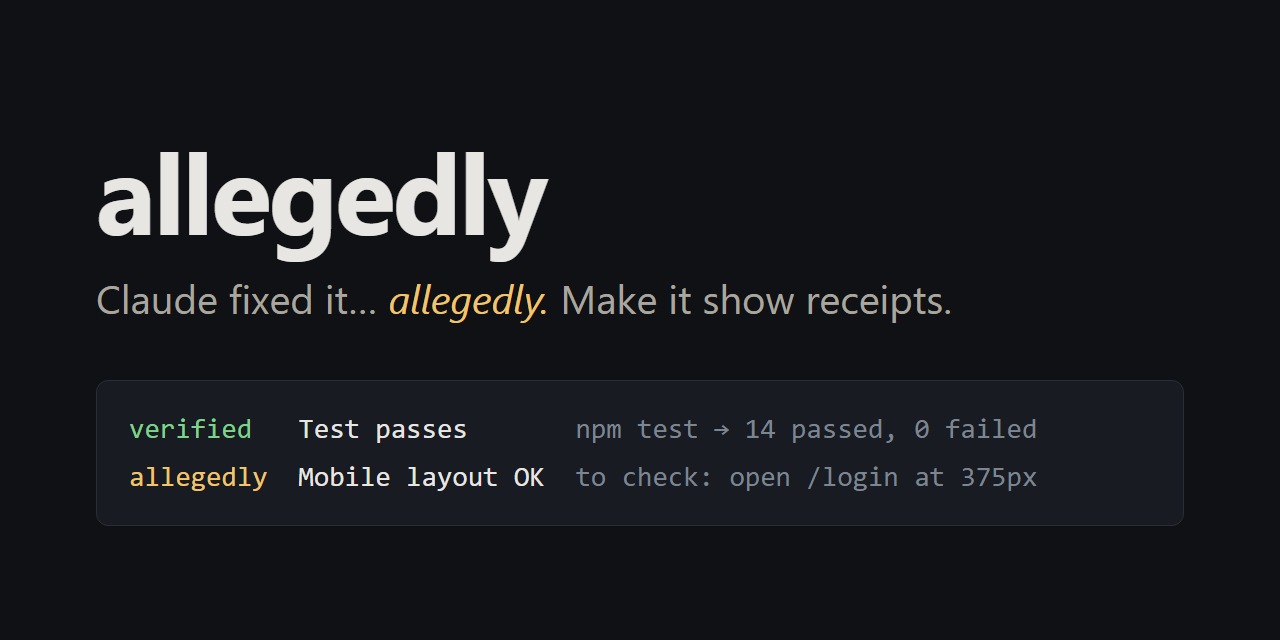 allegedly
Claude fixed it... allegedly. Make it show receipts.
verified Test passes npm test → 14 passed, 0 failed
allegedly Mobile layout OK to check: open /login at 375px